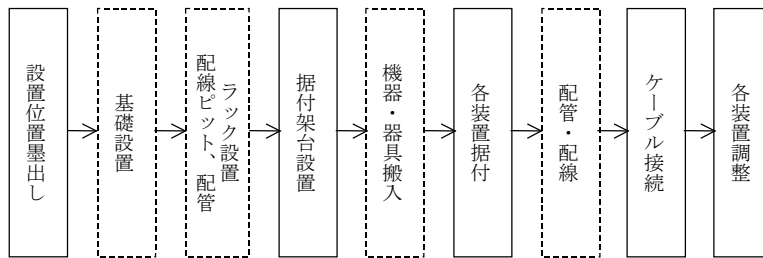 設置位置墨出し
基礎設置
ラック設置
配線ピット、配管
据付架台設置
機器・器具搬入
各装置据付
配管・配線
ケーブル接続
各装置調整